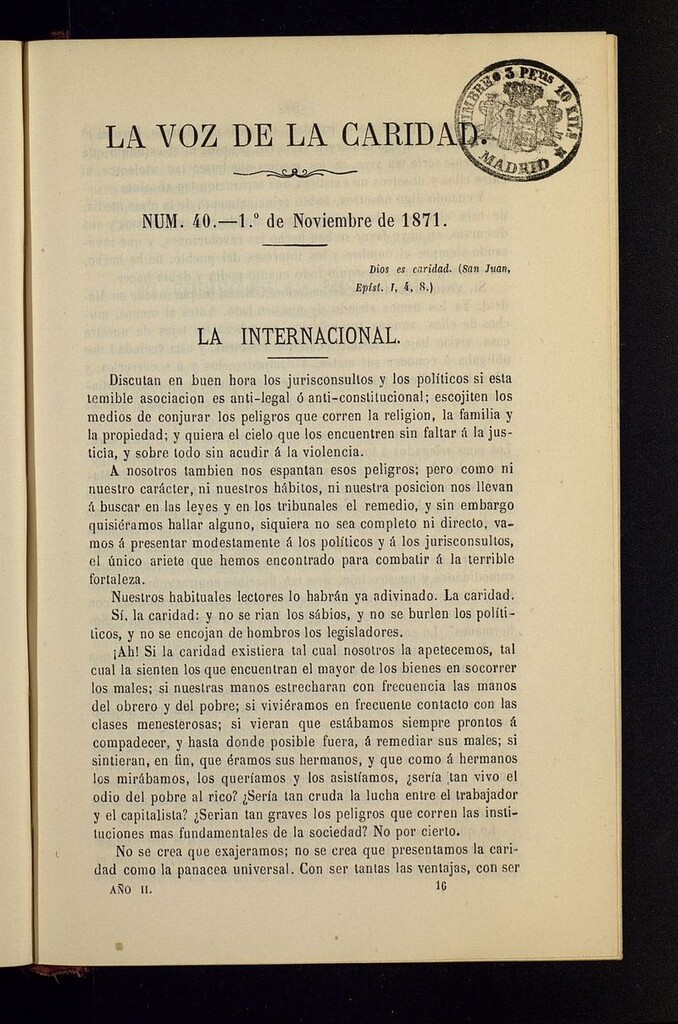 LA VOZ DE LA CARIDAD.
TIMBRE 3 PETAS 10 KILS
MADRID
NUM. 40.—1.º de Noviembre de 1871.
Dios es caridad. (San Juan,
Epíst. I, 4, 8.)
LA INTERNACIONAL.
Discutan en buen hora los jurisconsultos y los políticos si esta
temible asociacion es anti-legal ó anti-constitucional; escojiten los
medios de conjurar los peligros que corren la religion, la familia y
la propiedad; y quiera el cielo que los encuentren sin faltar á la jus-
ticia, y sobre todo sin acudir á la violencia.
A nosotros tambien nos espantan esos peligros; pero como ni
nuestro carácter, ni nuestros hábitos, ni nuestra posicion nos llevan
á buscar en las leyes y en los tribunales el remedio, y sin embargo
quisiéramos hallar alguno, siquiera no sea completo ni directo, va-
mos á presentar modestamente á los políticos y á los jurisconsultos,
el único ariete que hemos encontrado para combatir á la terrible
fortaleza.
Nuestros habituales lectores lo habrán ya adivinado. La caridad.
Sí, la caridad: y no se rian los sábios, y no se burlen los políti-
ticos, y no se encojan de hombros los legisladores.
¡Ah! Si la caridad existiera tal cual nosotros la apetecemos, tal
cual la sienten los que encuentran el mayor de los bienes en socorrer
los males; si nuestras manos estrecharan con frecuencia las manos
del obrero y del pobre; si viviéramos en frecuente contacto con las
clases menesterosas; si vieran que estábamos siempre prontos á
compadecer, y hasta donde posible fuera, á remediar sus males; si
sintieran, en fin, que éramos sus hermanos, y que como á hermanos
los mirábamos, los queríamos y los asistíamos, ¿sería tan vivo el
odio del pobre al rico? ¿Sería tan cruda la lucha entre el trabajador
y el capitalista? ¿Serian tan graves los peligros que corren las insti-
tuciones mas fundamentales de la sociedad? No por cierto.
No se crea que exajeramos; no se crea que presentamos la cari-
dad como la panacea universal. Con ser tantas las ventajas, con ser
AÑO II. 16